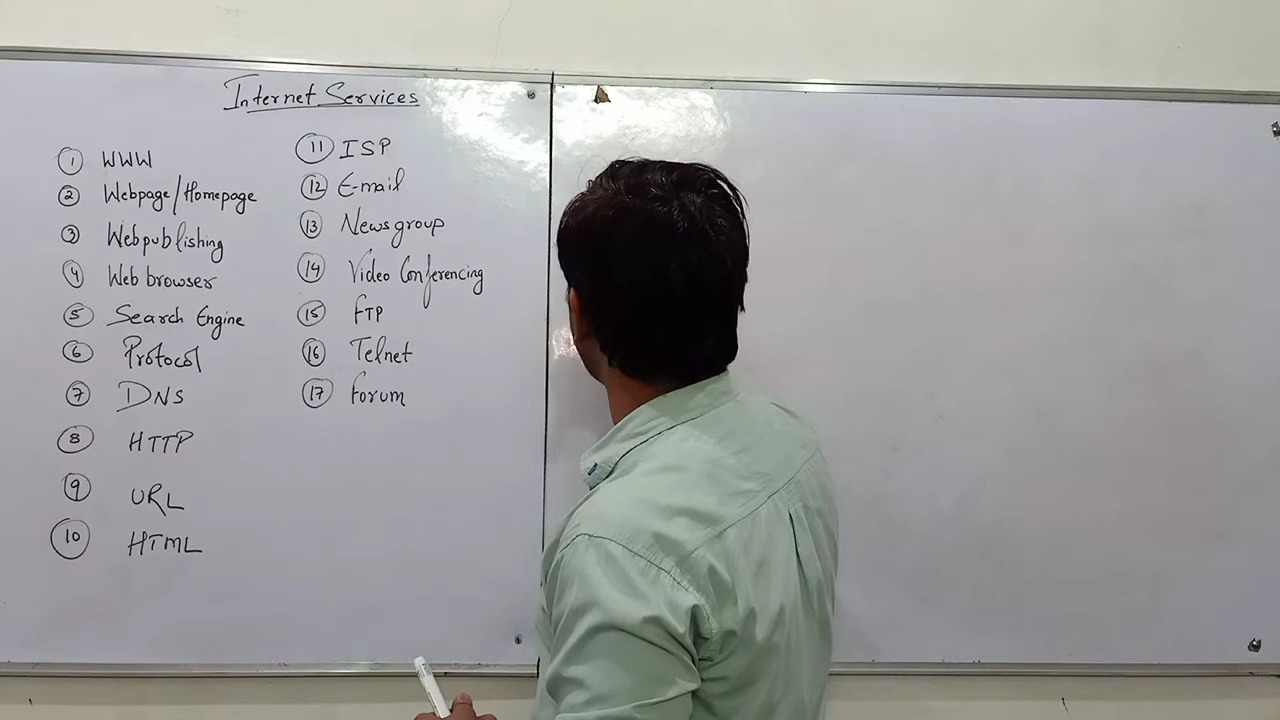 Internet Services
① WWW
② Webpage/Homepage
③ Webpublishing
④ Web browser
⑤ Search Engine
⑥ Protocol
⑦ DNS
⑧ HTTP
⑨ URL
⑩ HTML
⑪ ISP
⑫ E-mail
⑬ Newsgroup
⑭ Video Conferencing
⑮ FTP
⑯ Telnet
⑰ Forum